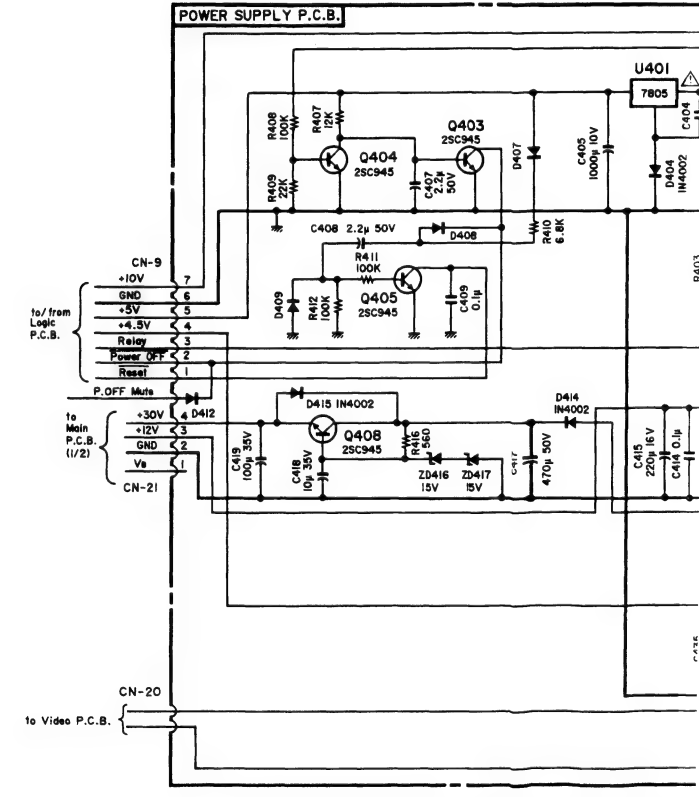 POWER SUPPLY P.C.B.
U401
7805
C404
R408
100K
R407
12K
Q404
2SC945
Q403
2SC945
C407
2.2µ
50V
D407
C405
1000µ 10V
D404
1N4002
R409
22K
C408 2.2µ 50V
D408
R410
6.8K
R403
R411
100K
D409
R412
100K
Q405
2SC945
C409
0.1µ
CN-9
to/from
Logic
P.C.B.
+10V 7
GND 6
+5V 5
+4.5V 4
Relay 3
Power OFF 2
Reset 1
P.OFF Mute
D412
to
Main
P.C.B.
(1/2)
+30V 4
+12V 3
GND 2
Vs 1
CN-21
D415 1N4002
Q408
2SC945
C419
100µ 35V
C418
10µ 35V
R416
560
ZD416
15V
ZD417
15V
C417
470µ 50V
D414
1N4002
C415
220µ 16V
C414 0.1µ
CN-20
to Video P.C.B.